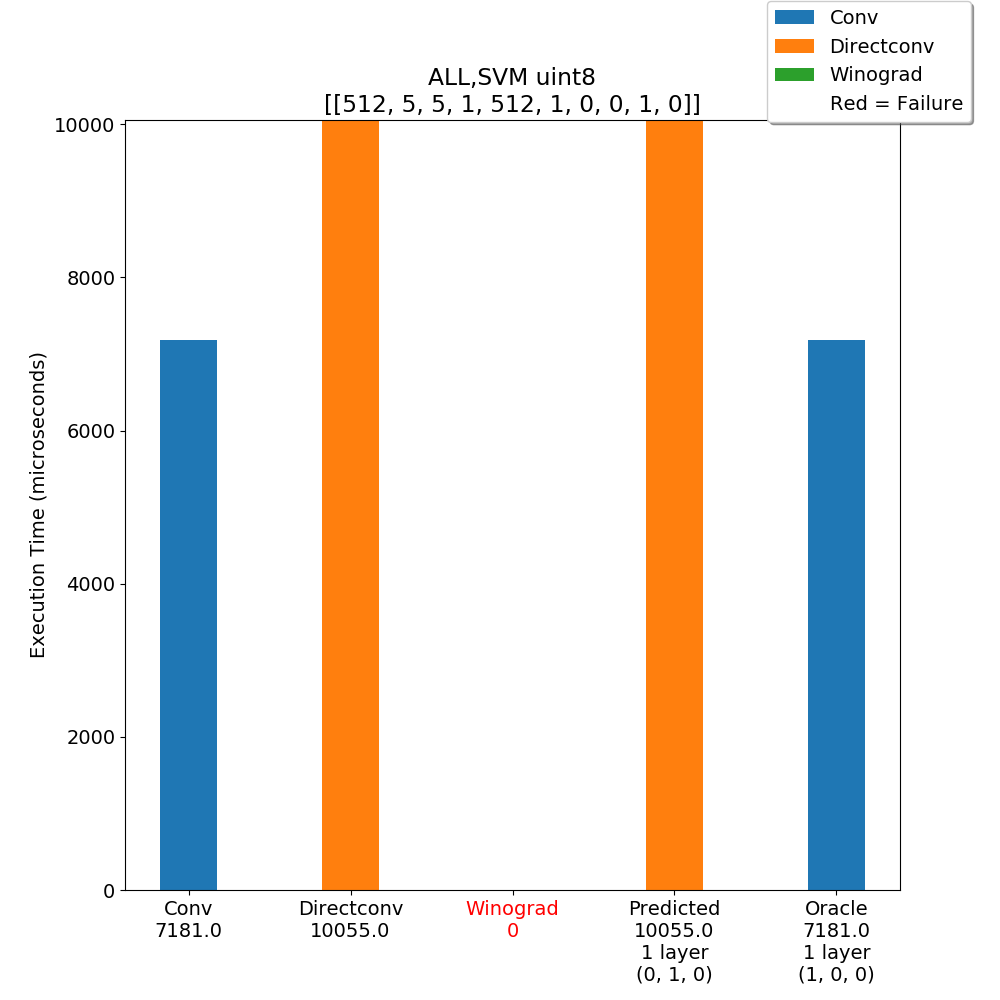 Conv
Directconv
Winograd
Red = Failure
ALL,SVM uint8
[[512, 5, 5, 1, 512, 1, 0, 0, 1, 0]]
Execution Time (microseconds)
10000
8000
6000
4000
2000
0
Conv
7181.0
Directconv
10055.0
Winograd
0
Predicted
10055.0
1 layer
(0, 1, 0)
Oracle
7181.0
1 layer
(1, 0, 0)